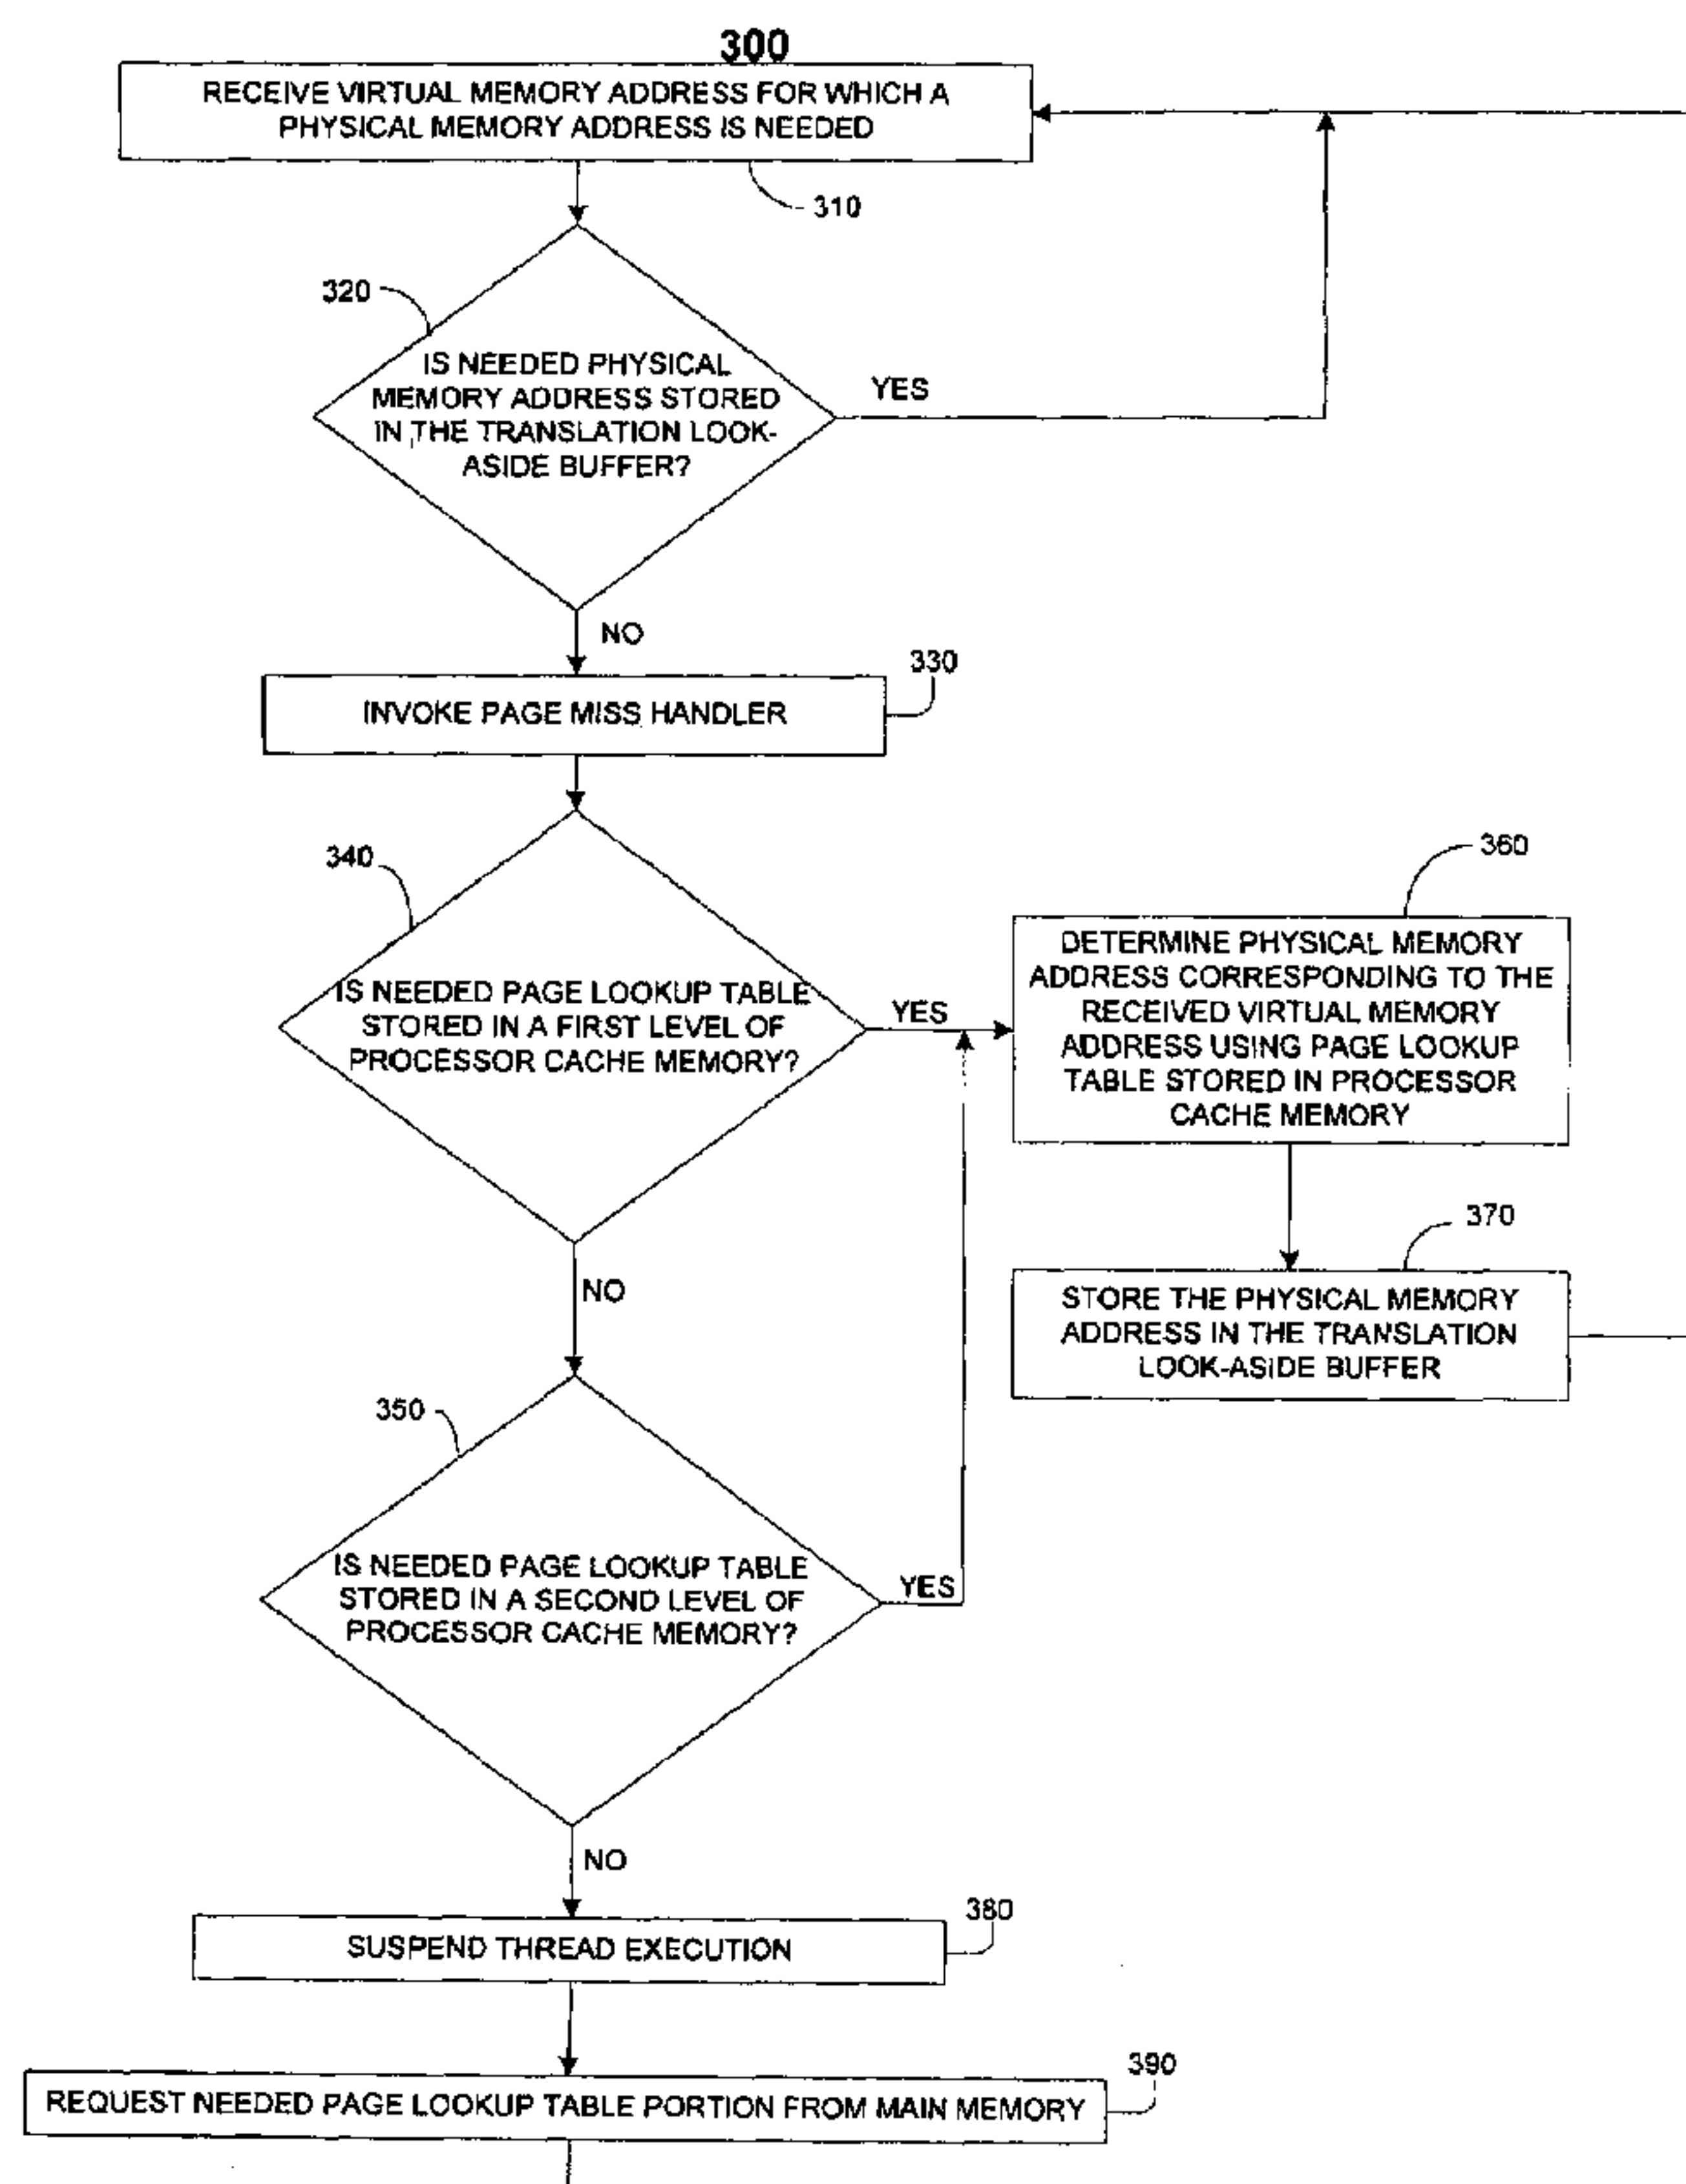 300
RECEIVE VIRTUAL MEMORY ADDRESS FOR WHICH A
PHYSICAL MEMORY ADDRESS IS NEEDED
310
320
IS NEEDED PHYSICAL
MEMORY ADDRESS STORED
IN THE TRANSLATION LOOK-
ASIDE BUFFER?
YES
NO
330
INVOKE PAGE MISS HANDLER
340
IS NEEDED PAGE LOOKUP TABLE
STORED IN A FIRST LEVEL OF
PROCESSOR CACHE MEMORY?
YES
360
DETERMINE PHYSICAL MEMORY
ADDRESS CORRESPONDING TO THE
RECEIVED VIRTUAL MEMORY
ADDRESS USING PAGE LOOKUP
TABLE STORED IN PROCESSOR
CACHE MEMORY
NO
370
STORE THE PHYSICAL MEMORY
ADDRESS IN THE TRANSLATION
LOOK-ASIDE BUFFER
350
IS NEEDED PAGE LOOKUP TABLE
STORED IN A SECOND LEVEL OF
PROCESSOR CACHE MEMORY?
YES
NO
380
SUSPEND THREAD EXECUTION
390
REQUEST NEEDED PAGE LOOKUP TABLE PORTION FROM MAIN MEMORY